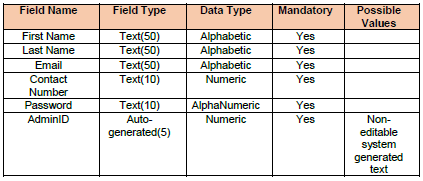 Field Name Field Type Data Type Mandatory Possible
Values
First Name Text(50) Alphabetic Yes
Last Name Text(50) Alphabetic Yes
Email Text(50) Alphabetic Yes
Contact Text(10) Numeric Yes
Number
Password Text(10) AlphaNumeric Yes
AdminID Auto- Numeric Yes Non-
generated(5) editable
system
generated
text